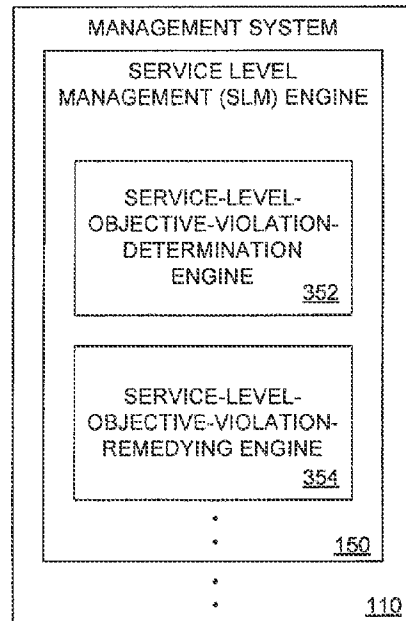 MANAGEMENT SYSTEM
SERVICE LEVEL
MANAGEMENT (SLM) ENGINE
SERVICE-LEVEL-
OBJECTIVE-VIOLATION-
DETERMINATION
ENGINE
352
SERVICE-LEVEL-
OBJECTIVE-VIOLATION-
REMEDYING ENGINE
354
150
110